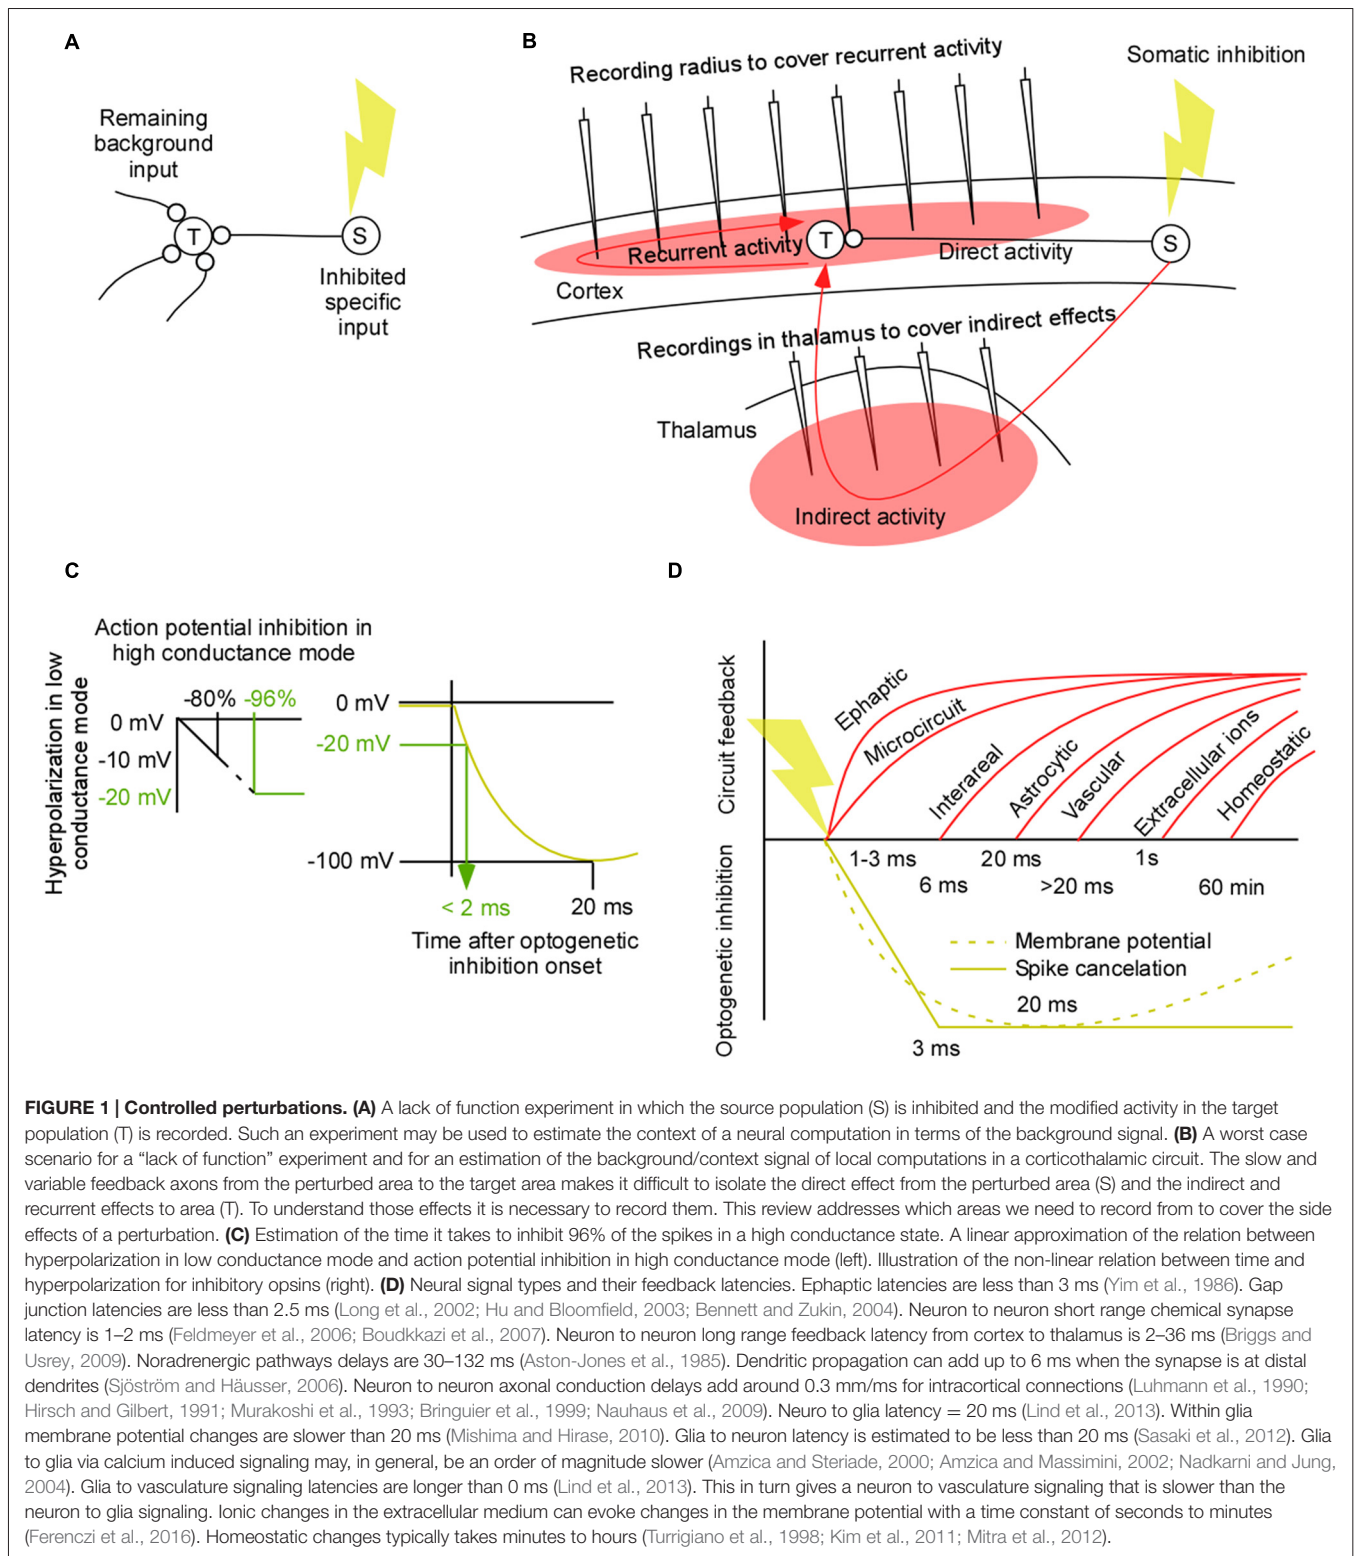 A
Remaining
background
input
T
S
Inhibited
specific
input
B
Recording radius to cover recurrent activity
Somatic inhibition
Recurrent activity
T
Direct activity
S
Cortex
Recordings in thalamus to cover indirect effects
Thalamus
Indirect activity
C
Action potential inhibition in
high conductance mode
Hyperpolarization in low
conductance mode
-80% -96%
0 mV
-10 mV
-20 mV
0 mV
-20 mV
-100 mV
< 2 ms
20 ms
Time after optogenetic
inhibition onset
D
Circuit feedback
Optogenetic inhibition
Ephaptic
Microcircuit
Interareal
Astrocytic
Vascular
Extracellular ions
Homeostatic
1-3 ms
6 ms
20 ms
>20 ms
1s
60 min
Membrane potential
Spike cancelation
20 ms
3 ms
FIGURE 1 | Controlled perturbations. (A) A lack of function experiment in which the source population (S) is inhibited and the modified activity in the target
population (T) is recorded. Such an experiment may be used to estimate the context of a neural computation in terms of the background signal. (B) A worst case
scenario for a “lack of function” experiment and for an estimation of the background/context signal of local computations in a corticothalamic circuit. The slow and
variable feedback axons from the perturbed area to the target area makes it difficult to isolate the direct effect from the perturbed area (S) and the indirect and
recurrent effects to area (T). To understand those effects it is necessary to record them. This review addresses which areas we need to record from to cover the side
effects of a perturbation. (C) Estimation of the time it takes to inhibit 96% of the spikes in a high conductance state. A linear approximation of the relation between
hyperpolarization in low conductance mode and action potential inhibition in high conductance mode (left). Illustration of the non-linear relation between time and
hyperpolarization for inhibitory opsins (right). (D) Neural signal types and their feedback latencies. Ephaptic latencies are less than 3 ms (Yim et al., 1986). Gap
junction latencies are less than 2.5 ms (Long et al., 2002; Hu and Bloomfield, 2003; Bennett and Zukin, 2004). Neuron to neuron short range chemical synapse
latency is 1–2 ms (Feldmeyer et al., 2006; Boudkkazi et al., 2007). Neuron to neuron long range feedback latency from cortex to thalamus is 2–36 ms (Briggs and
Usrey, 2009). Noradrenergic pathways delays are 30–132 ms (Aston-Jones et al., 1985). Dendritic propagation can add up to 6 ms when the synapse is at distal
dendrites (Sjöström and Häusser, 2006). Neuron to neuron axonal conduction delays add around 0.3 mm/ms for intracortical connections (Luhmann et al., 1990;
Hirsch and Gilbert, 1991; Murakoshi et al., 1993; Bringuier et al., 1999; Nauhaus et al., 2009). Neuro to glia latency = 20 ms (Lind et al., 2013). Within glia
membrane potential changes are slower than 20 ms (Mishima and Hirase, 2010). Glia to neuron latency is estimated to be less than 20 ms (Sasaki et al., 2012). Glia
to glia via calcium induced signaling may, in general, be an order of magnitude slower (Amzica and Steriade, 2000; Amzica and Massimini, 2002; Nadkarni and Jung,
2004). Glia to vasculature signaling latencies are longer than 0 ms (Lind et al., 2013). This in turn gives a neuron to vasculature signaling that is slower than the
neuron to glia signaling. Ionic changes in the extracellular medium can evoke changes in the membrane potential with a time constant of seconds to minutes
(Ferenczi et al., 2016). Homeostatic changes typically takes minutes to hours (Turrigiano et al., 1998; Kim et al., 2011; Mitra et al., 2012).